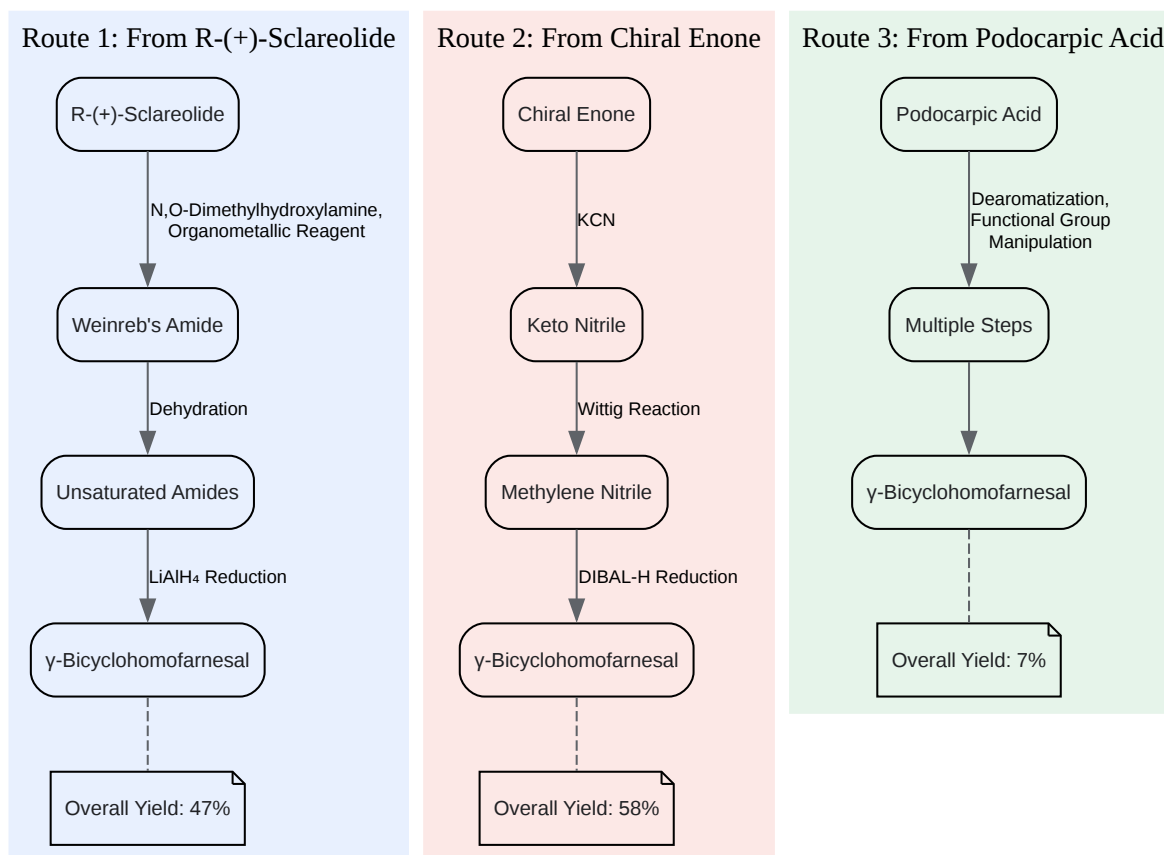 Route 1: From R-(+)-Sclareolide
R-(+)-Sclareolide
N,O-Dimethylhydroxylamine,
Organometallic Reagent
Weinreb's Amide
Dehydration
Unsaturated Amides
LiAlH₄ Reduction
γ-Bicyclohomofarnesal
Overall Yield: 47%
Route 2: From Chiral Enone
Chiral Enone
KCN
Keto Nitrile
Wittig Reaction
Methylene Nitrile
DIBAL-H Reduction
γ-Bicyclohomofarnesal
Overall Yield: 58%
Route 3: From Podocarpic Acid
Podocarpic Acid
Dearomatization,
Functional Group
Manipulation
Multiple Steps
γ-Bicyclohomofarnesal
Overall Yield: 7%